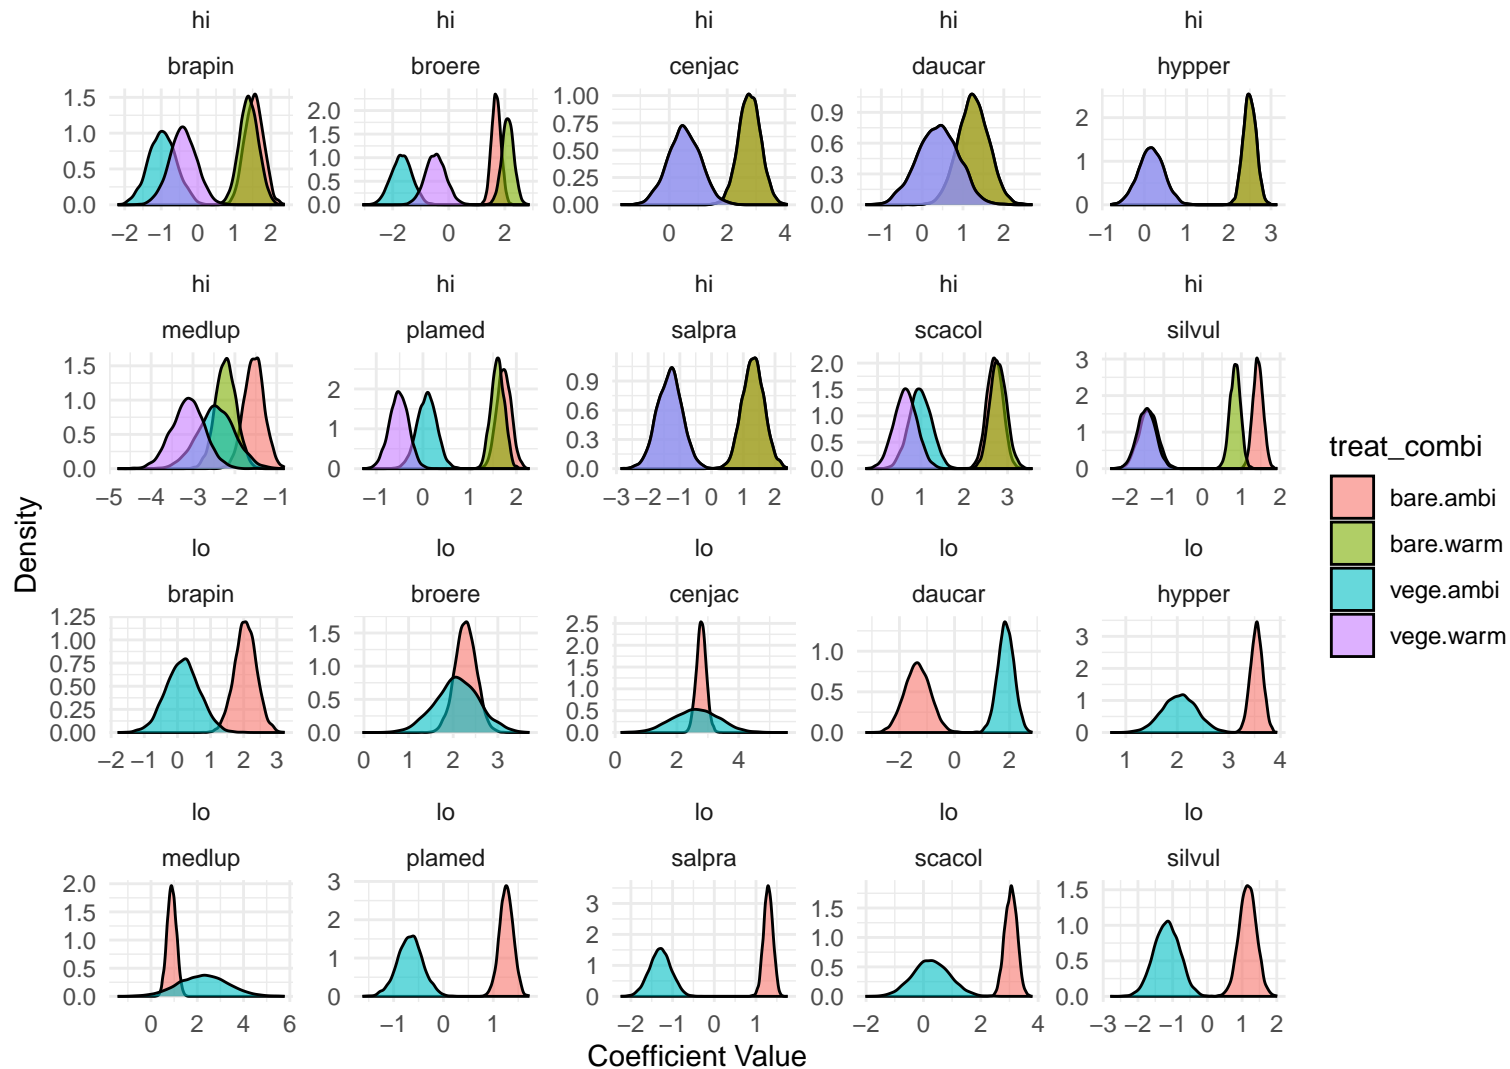 hi hi hi hi hi
brapin broere cenjac daucar hypper
1.5 1.0 0.5 0.0
−2 −1 0 1 2
2.0 1.5 1.0 0.5 0.0
−2 0 2
1.00 0.75 0.50 0.25 0.00
0 2 4
0.9 0.6 0.3 0.0
−1 0 1 2
2 1 0
−1 0 1 2 3
hi hi hi hi hi
medlup plamed salpra scacol silvul
1.5 1.0 0.5 0.0
−5 −4 −3 −2 −1
2 1 0
−1 0 1 2
0.9 0.6 0.3 0.0
−3 −2 −1 0 1 2
2.0 1.5 1.0 0.5 0.0
0 1 2 3
3 2 1 0
−2 −1 0 1 2
lo lo lo lo lo
brapin broere cenjac daucar hypper
1.25 1.00 0.75 0.50 0.25 0.00
−2 −1 0 1 2 3
1.5 1.0 0.5 0.0
0 1 2 3
2.5 2.0 1.5 1.0 0.5 0.0
0 2 4
1.0 0.5 0.0
−2 0 2
3 2 1 0
1 2 3 4
lo lo lo lo lo
medlup plamed salpra scacol silvul
2.0 1.5 1.0 0.5 0.0
0 2 4 6
3 2 1 0
−1 0 1
3 2 1 0
−2 −1 0 1
1.5 1.0 0.5 0.0
−2 0 2 4
1.5 1.0 0.5 0.0
−3 −2 −1 0 1 2
Density
Coefficient Value
treat_combi
bare.ambi
bare.warm
vege.ambi
vege.warm